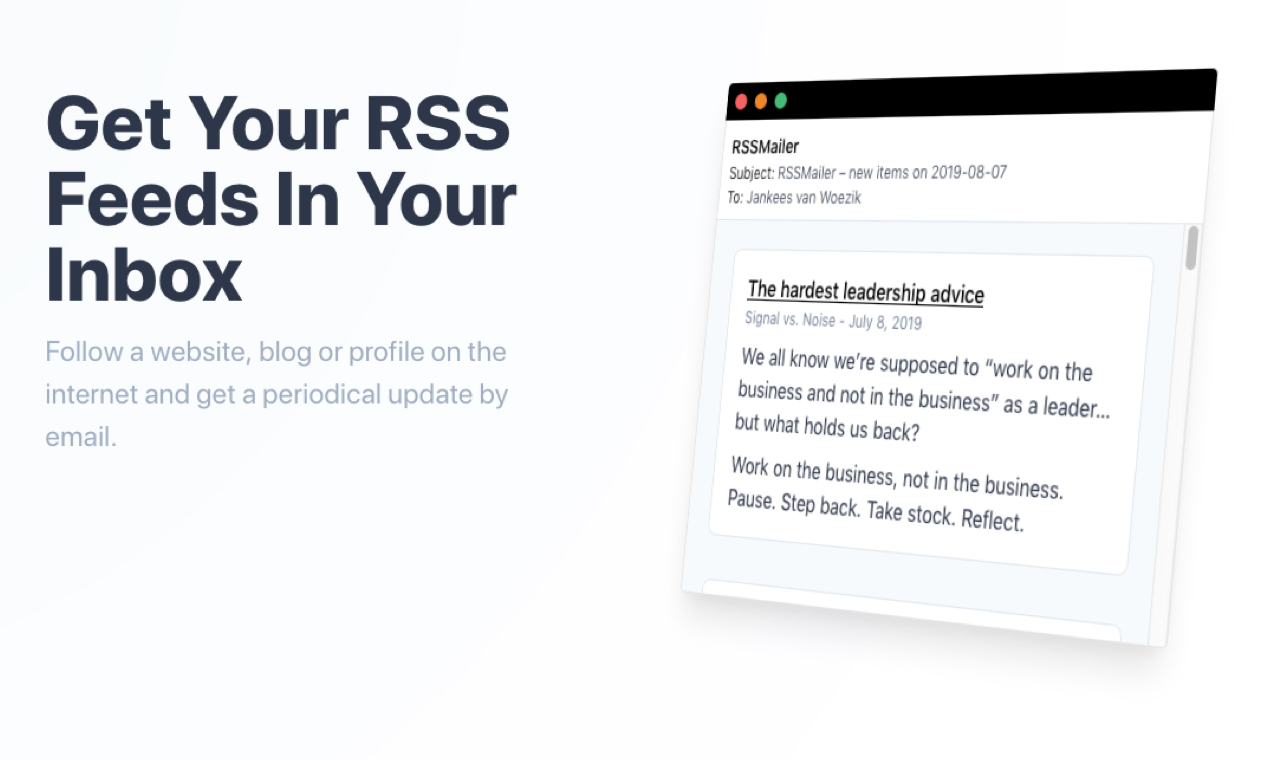 Get Your RSS
Feeds In Your
Inbox
Follow a website, blog or profile on the
internet and get a periodical update by
email.
RSSMailer
Subject: RSSMailer – new items on 2019-08-07
To: Jankees van Woezik
The hardest leadership advice
Signal vs. Noise - July 8, 2019
We all know we’re supposed to “work on the
business and not in the business” as a leader…
but what holds us back?
Work on the business, not in the business.
Pause. Step back. Take stock. Reflect.